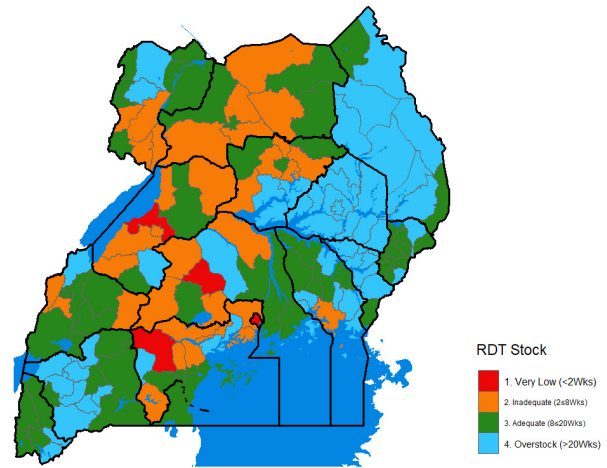 RDT Stock
1. Very Low (<2Wks)
2. Inadequate (2≤8Wks)
3. Adequate (8≤20Wks)
4. Overstock (>20Wks)